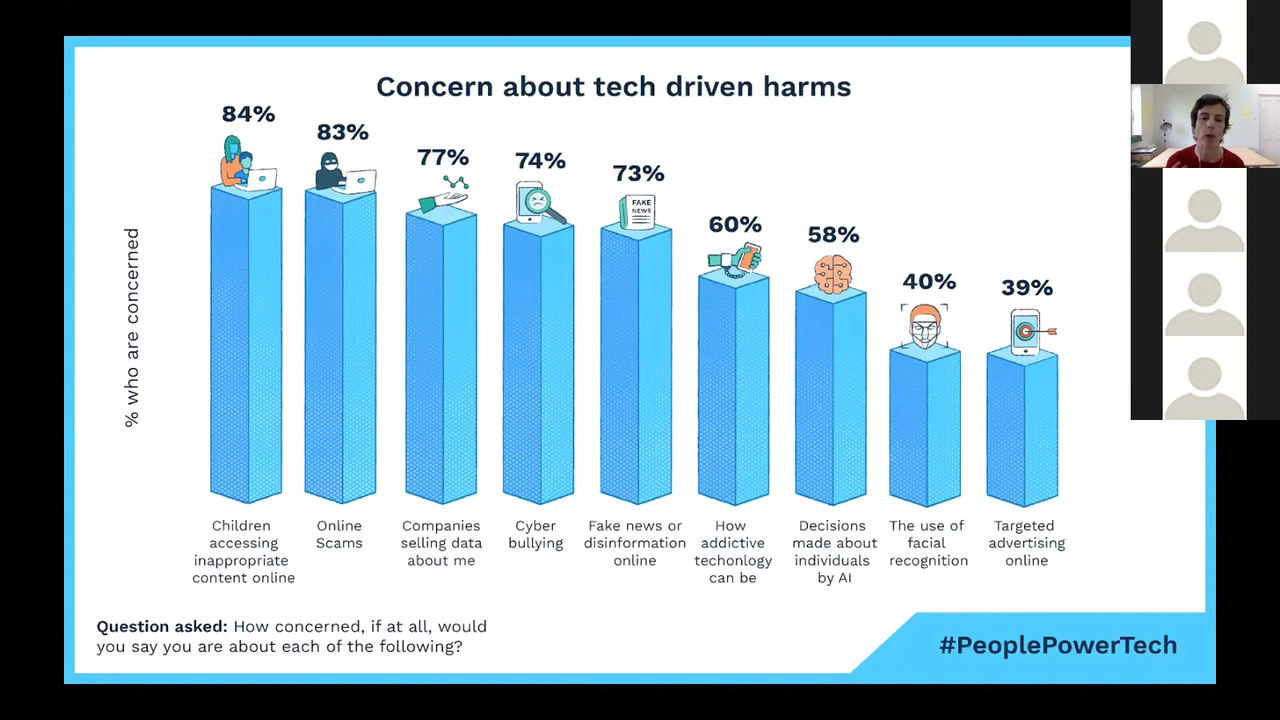 Concern about tech driven harms
84%
83%
77%
74%
73%
60%
58%
40%
39%
FAKE
NEWS
% who are concerned
Children
accessing
inappropriate
content online
Online
Scams
Companies
selling data
about me
Cyber
bullying
Fake news or
disinformation
online
How
addictive
techonlogy
can be
Decisions
made about
individuals
by AI
The use of
facial
recognition
Targeted
advertising
online
Question asked: How concerned, if at all, would
you say you are about each of the following?
#PeoplePowerTech